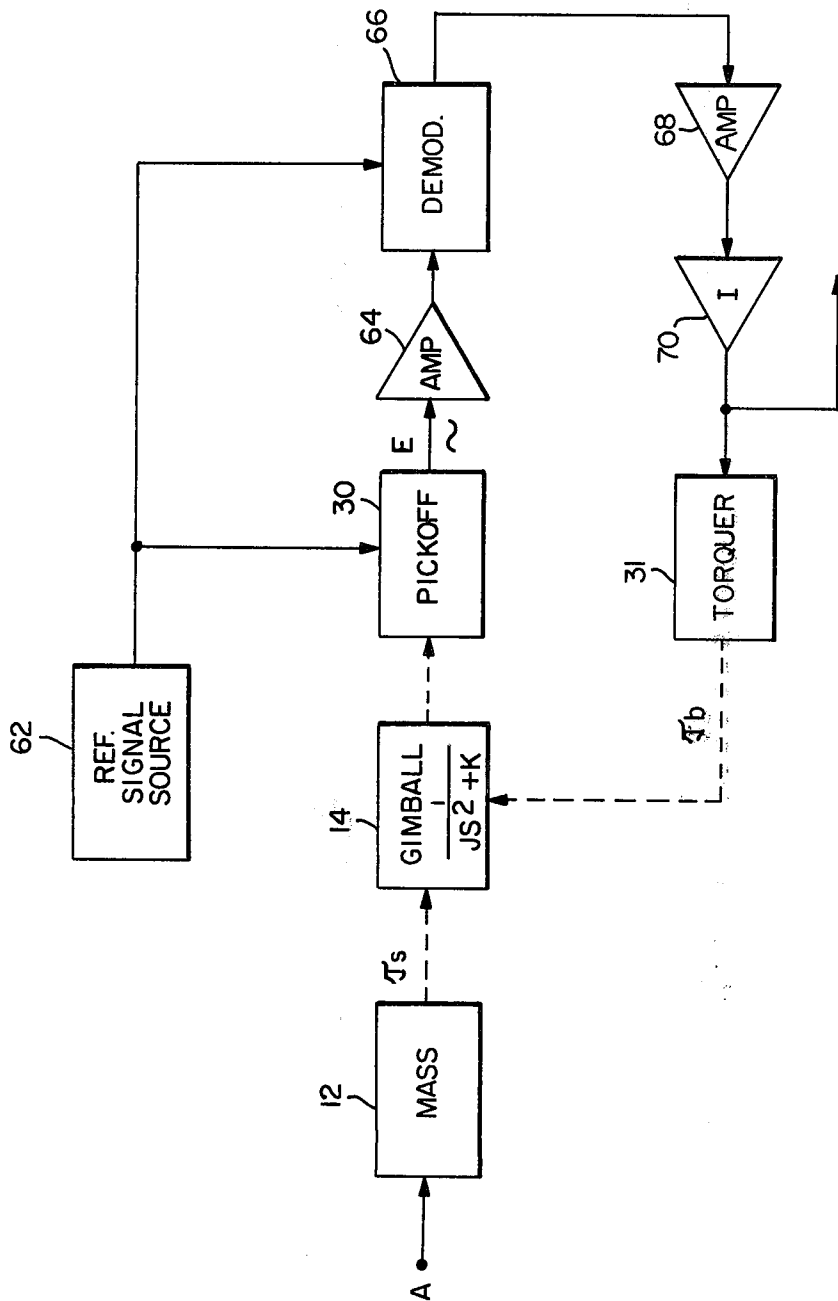 62
REF.
SIGNAL
SOURCE
A
12
MASS
τs
14
GIMBALL
1
JS² +K
30
PICKOFF
E
~
64
AMP
66
DEMOD.
68
AMP
70
I
31
TORQUER
τb